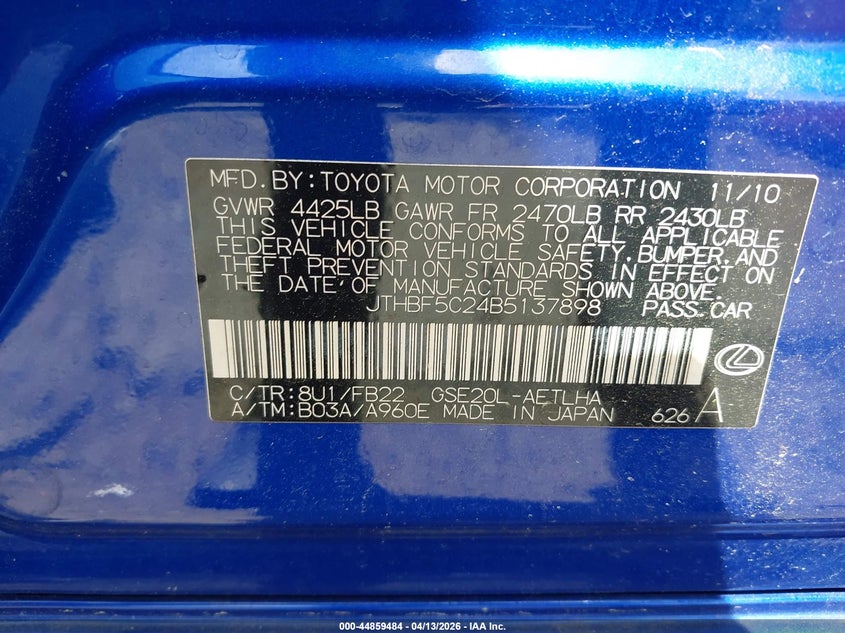 MFD.BY:TOYOTA MOTOR CORPORATION 11/10
GVWR 4425LB GAWR FR 2470LB RR 2430LB
THIS VEHICLE CONFORMS TO ALL APPLICABLE
FEDERAL MOTOR VEHICLE SAFETY,BUMPER,AND
THEFT PREVENTION STANDARDS IN EFFECT ON
THE DATE OF MANUFACTURE SHOWN ABOVE.
JTHBF5C24B5137898 PASS.CAR
C/TR:8U1/FB22 GSE20L-AETLHA
A/TM:B03A/A960E MADE IN JAPAN 626 A
000-44859484 - 04/13/2026 - IAA Inc.